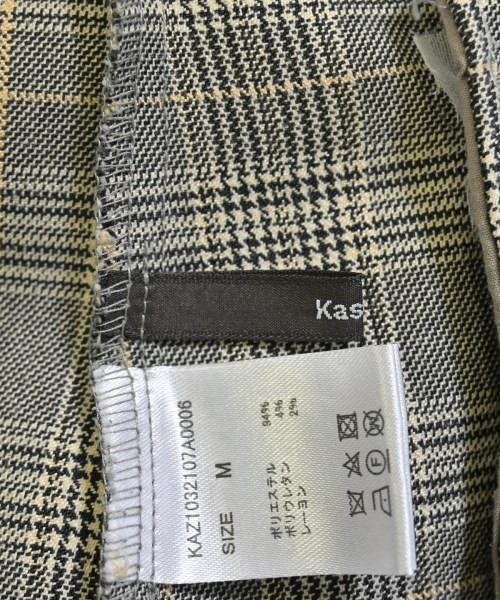 Kas
KAZ1032107A0006
SIZE M
ポリエステル 94%
ポリウレタン 4%
レーヨン 2%